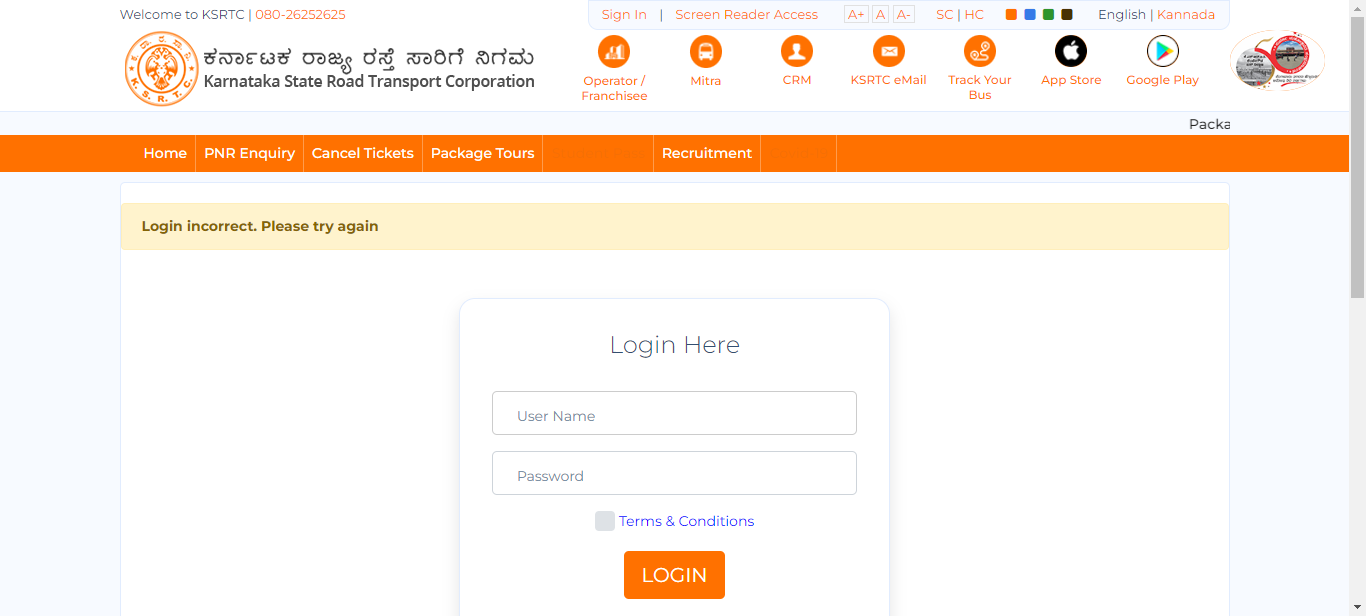 Welcome to KSRTC | 080-26252625
Sign In | Screen Reader Access A+ A A- SC | HC English | Kannada
ಕರ್ನಾಟಕ ರಾಜ್ಯ ರಸ್ತೆ ಸಾರಿಗೆ ನಿಗಮ
Karnataka State Road Transport Corporation
K.S.R.T.C
Operator /
Franchisee
Mitra
CRM
KSRTC eMail
Track Your
Bus
App Store
Google Play
Packa
Home PNR Enquiry Cancel Tickets Package Tours Recruitment
Login incorrect. Please try again
Login Here
User Name
Password
Terms & Conditions
LOGIN